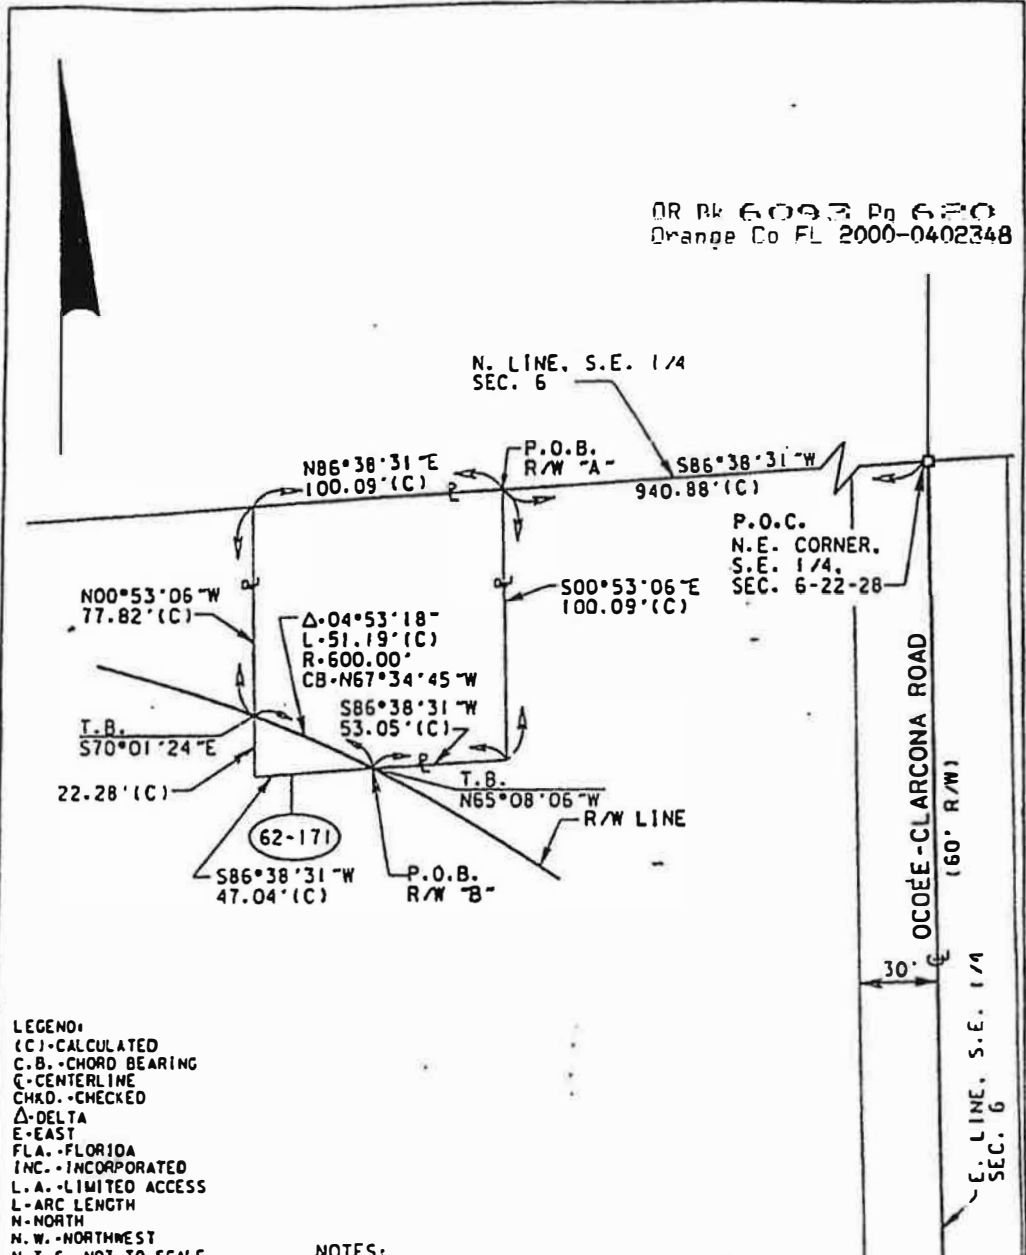 OR Bk 6093 Pg 620
Orange Co FL 2000-0402348
N. LINE, S.E. 1/4
SEC. 6
P.O.B.
R/W "A"
N86°38'31"E
100.09'(C)
S86°38'31"W
940.88'(C)
P.O.C.
N.E. CORNER,
S.E. 1/4,
SEC. 6-22-28
N00°53'06"W
77.82'(C)
S00°53'06"E
100.09'(C)
Δ=04°53'18"
L=51.19'(C)
R=600.00'
CB=N67°34'45"W
S86°38'31"W
53.05'(C)
T.B.
S70°01'24"E
22.28'(C)
T.B.
N65°08'06"W
R/W LINE
62-171
S86°38'31"W
47.04'(C)
P.O.B.
R/W "B"
OCOEE-CLARCONA ROAD
(60' R/W)
30'
E. LINE, S.E. 1/4
SEC. 6
LEGEND:
(C)=CALCULATED
C.B.=CHORD BEARING
℄=CENTERLINE
CHKD.=CHECKED
Δ=DELTA
E=EAST
FLA.=FLORIDA
INC.=INCORPORATED
L.A.=LIMITED ACCESS
L=ARC LENGTH
N=NORTH
N.W.=NORTHWEST
N.T.S.=NOT TO SCALE
NOTES: